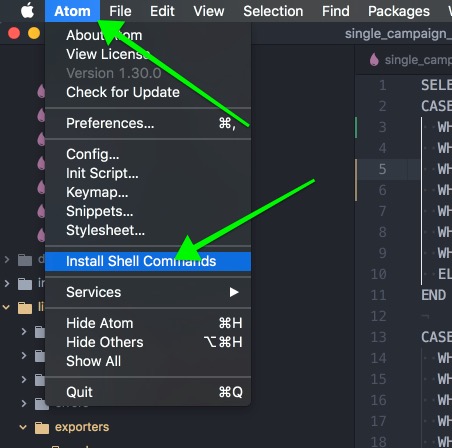 Atom File Edit View Selection Find Packages
single_campaign_
About Atom
View License
Version 1.30.0
Check for Update
Preferences... ⌘,
Config...
Init Script...
Keymap...
Snippets...
Stylesheet...
Install Shell Commands
Services ▶
Hide Atom ⌘H
Hide Others ⌥⌘H
Show All
Quit ⌘Q
d
in
li
exporters
single_camp
1 SELE
2 CASE
3 WH
4 WH
5 WH
6 WH
7 WH
8 WH
9 WH
10 EL
11 END
12 ¬
13 CASE
14 WH
15 WH
16 WH
17 WH
18 WH